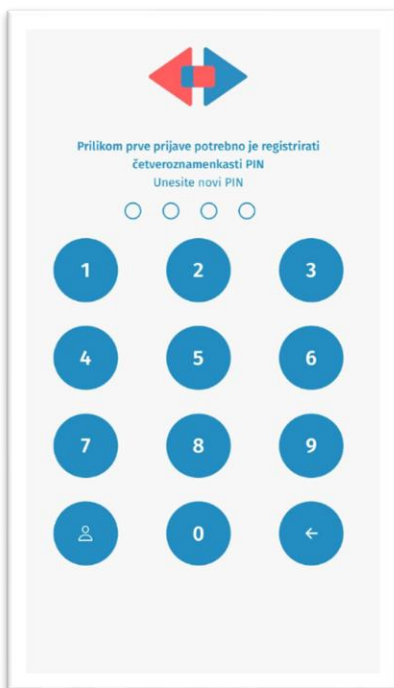 Prilikom prve prijave potrebno je registrirati
četveroznamenkasti PIN
Unesite novi PIN
1 2 3
4 5 6
7 8 9
0